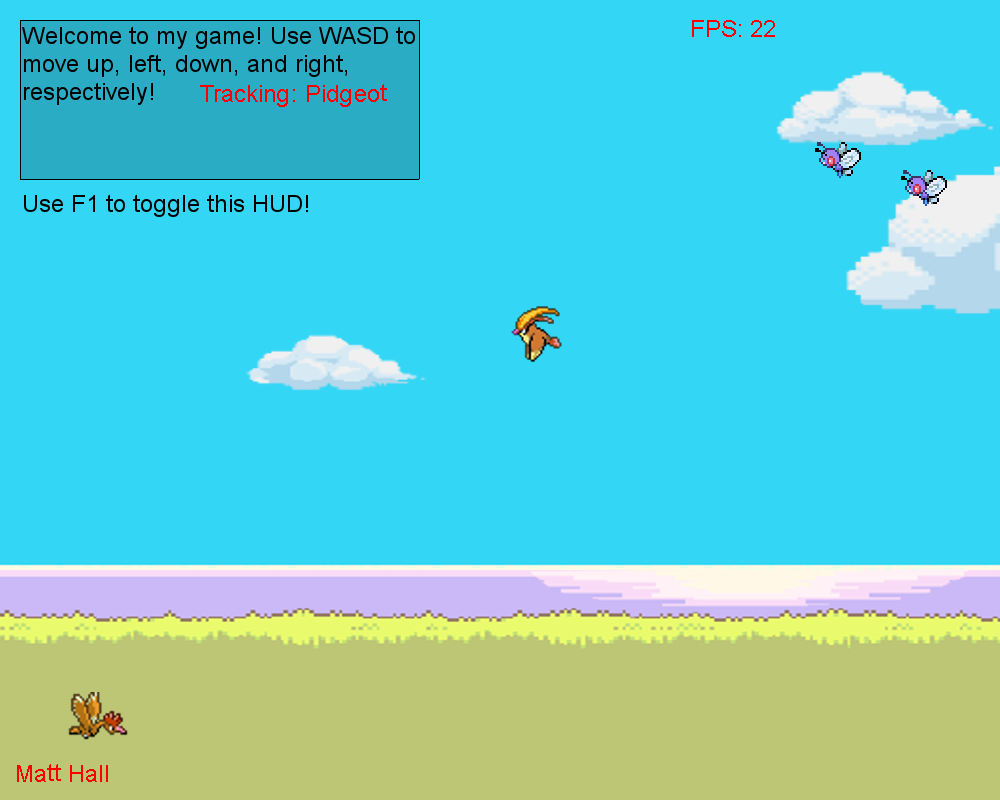 FPS: 22
Welcome to my game! Use WASD to
move up, left, down, and right,
respectively!
Tracking: Pidgeot
Use F1 to toggle this HUD!
Matt Hall